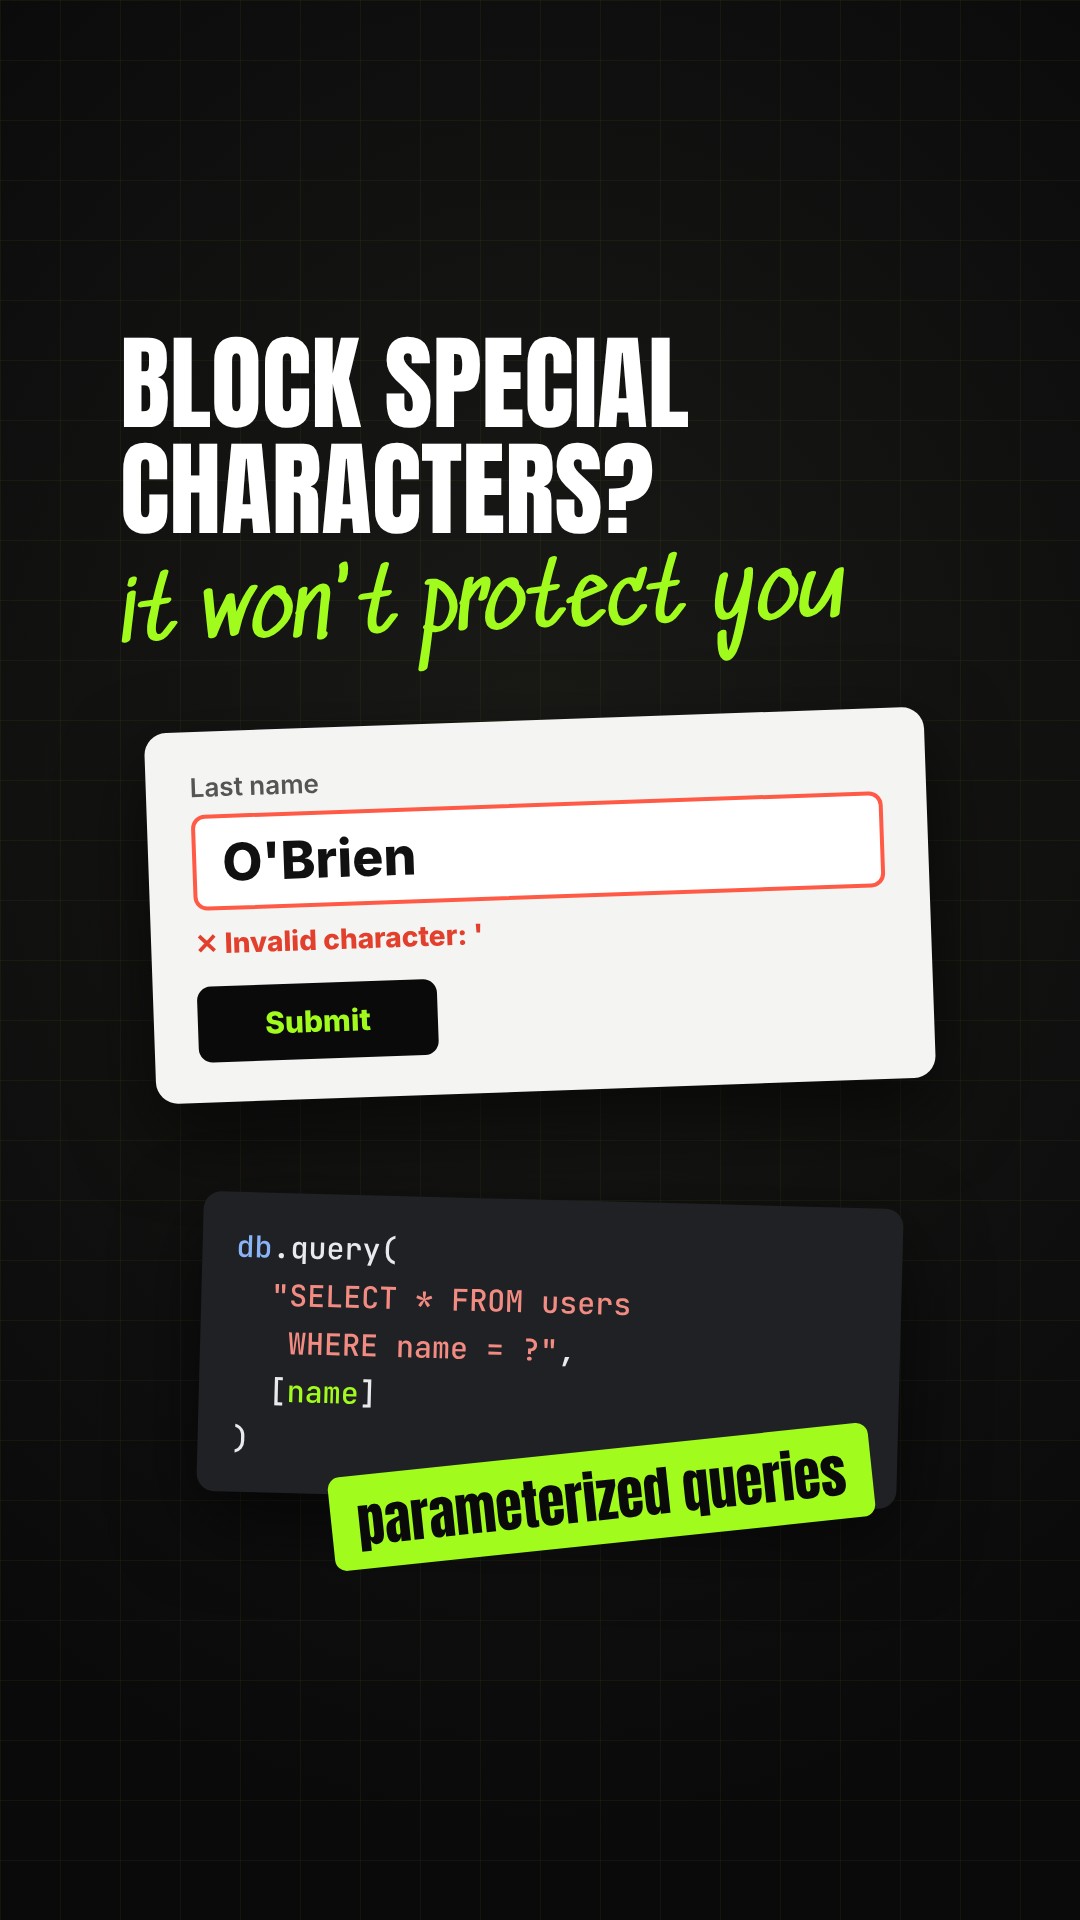 BLOCK SPECIAL
CHARACTERS?
it won't protect you
Last name
O'Brien
✕ Invalid character: '
Submit
db.query(
"SELECT * FROM users
WHERE name = ?",
[name]
)
parameterized queries